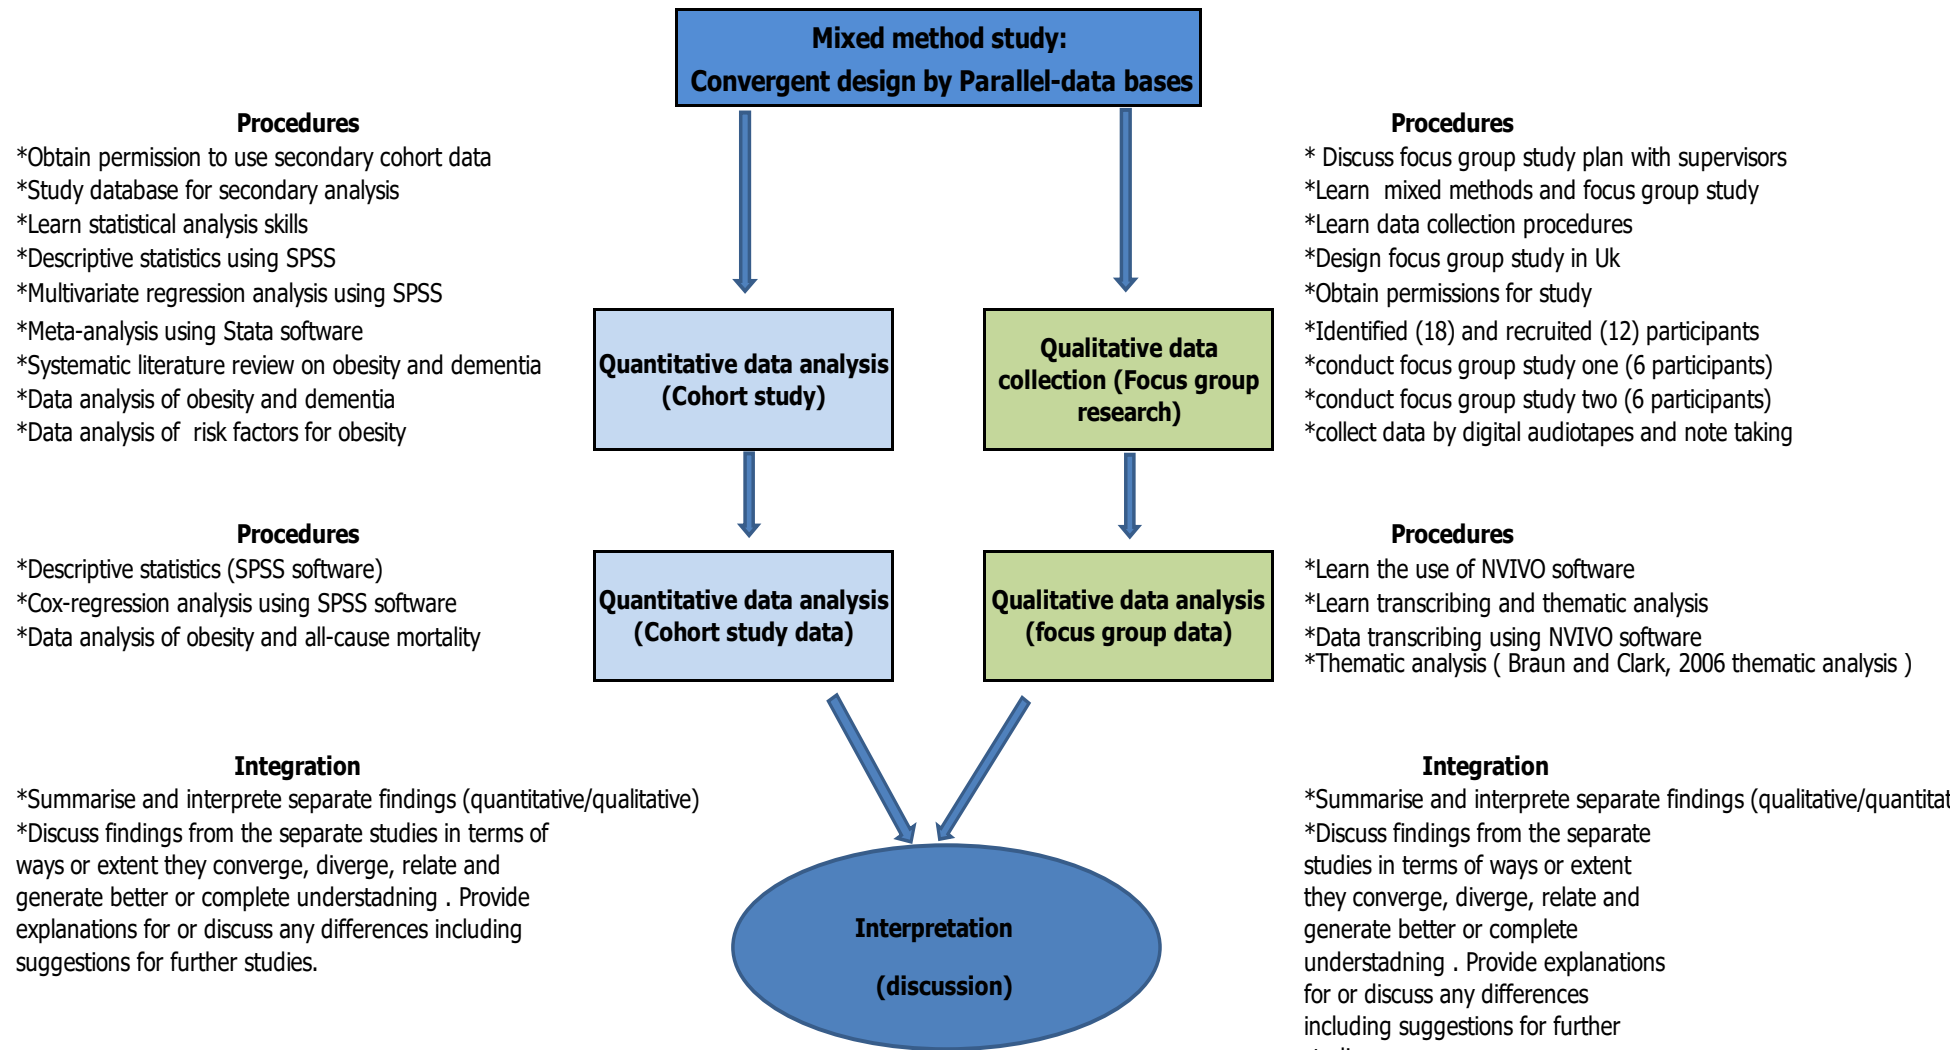 Mixed method study:
Convergent design by Parallel-data bases
Procedures
*Obtain permission to use secondary cohort data
*Study database for secondary analysis
*Learn statistical analysis skills
*Descriptive statistics using SPSS
*Multivariate regression analysis using SPSS
*Meta-analysis using Stata software
*Systematic literature review on obesity and dementia
*Data analysis of obesity and dementia
*Data analysis of  risk factors for obesity
Quantitative data analysis
(Cohort study)
Qualitative data
collection (Focus group
research)
Procedures
* Discuss focus group study plan with supervisors
*Learn  mixed methods and focus group study
*Learn data collection procedures
*Design focus group study in Uk
*Obtain permissions for study
*Identified (18) and recruited (12) participants
*conduct focus group study one (6 participants)
*conduct focus group study two (6 participants)
*collect data by digital audiotapes and note taking
Procedures
*Descriptive statistics (SPSS software)
*Cox-regression analysis using SPSS software
*Data analysis of obesity and all-cause mortality
Quantitative data analysis
(Cohort study data)
Qualitative data analysis
(focus group data)
Procedures
*Learn the use of NVIVO software
*Learn transcribing and thematic analysis
*Data transcribing using NVIVO software
*Thematic analysis ( Braun and Clark, 2006 thematic analysis )
Integration
*Summarise and interprete separate findings (quantitative/qualitative)
*Discuss findings from the separate studies in terms of
ways or extent they converge, diverge, relate and
generate better or complete understadning . Provide
explanations for or discuss any differences including
suggestions for further studies.
Interpretation
(discussion)
Integration
*Summarise and interprete separate findings (qualitative/quantitat
*Discuss findings from the separate
studies in terms of ways or extent
they converge, diverge, relate and
generate better or complete
understadning . Provide explanations
for or discuss any differences
including suggestions for further